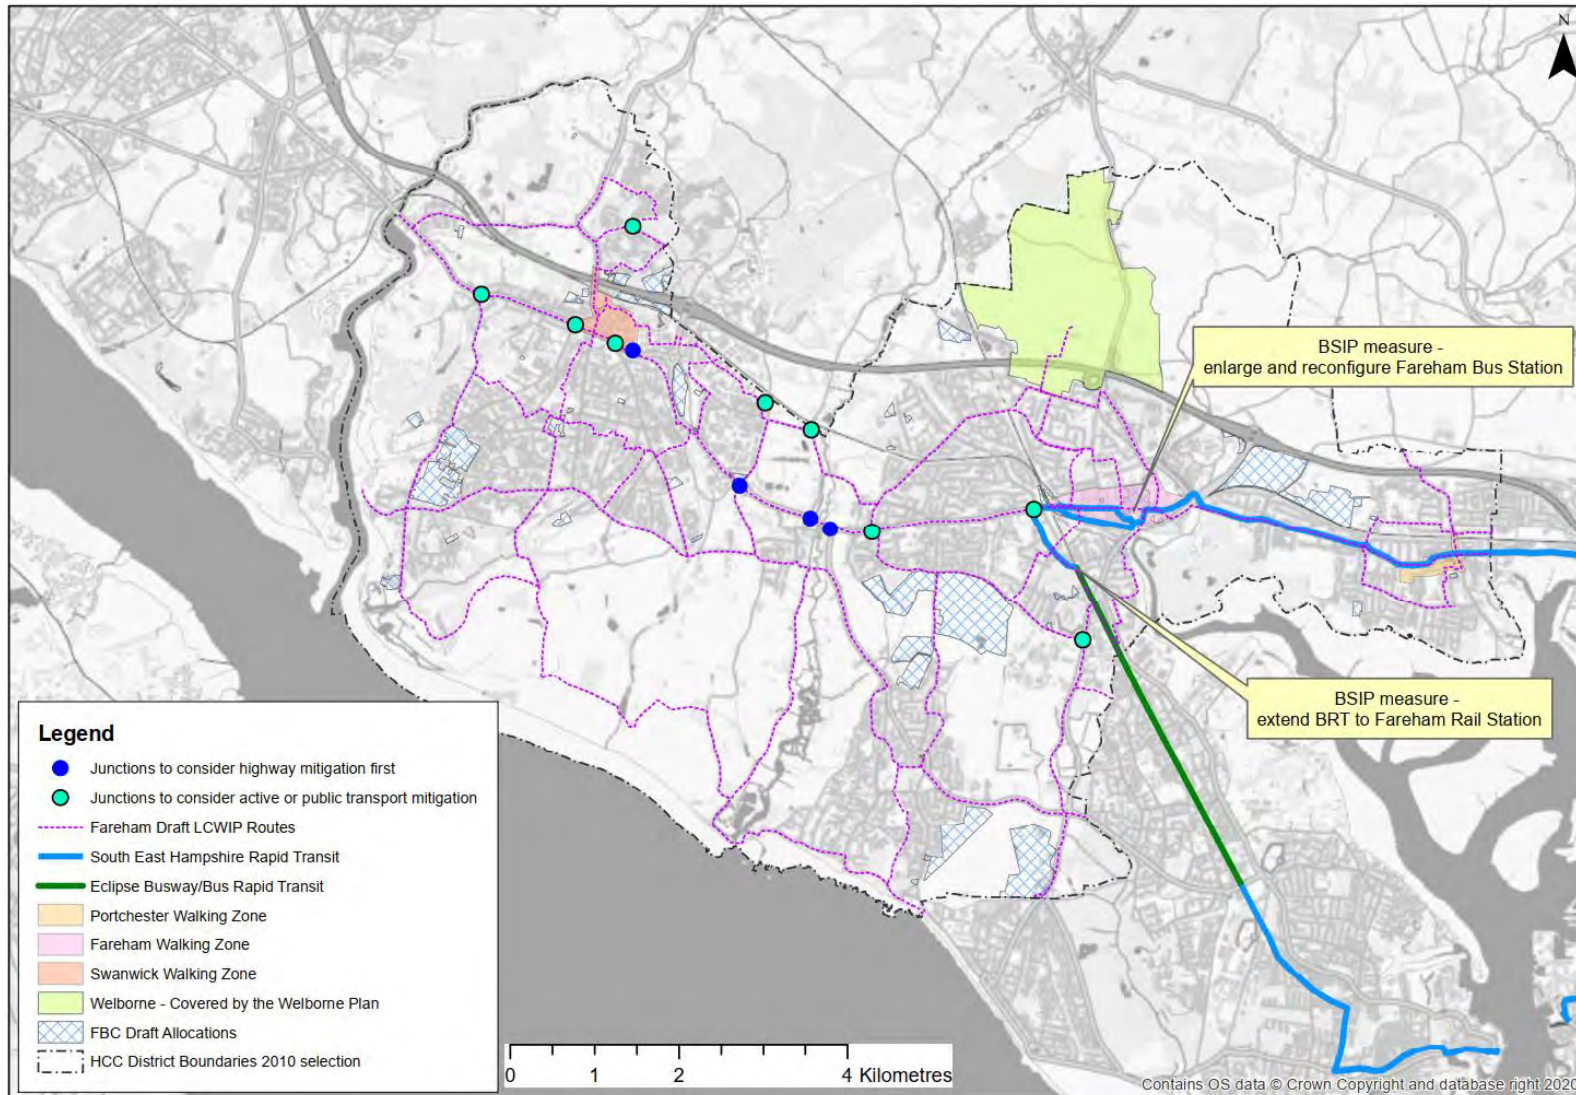 N
BSIP measure -
enlarge and reconfigure Fareham Bus Station
BSIP measure -
extend BRT to Fareham Rail Station
Legend
Junctions to consider highway mitigation first
Junctions to consider active or public transport mitigation
Fareham Draft LCWIP Routes
South East Hampshire Rapid Transit
Eclipse Busway/Bus Rapid Transit
Portchester Walking Zone
Fareham Walking Zone
Swanwick Walking Zone
Welborne - Covered by the Welborne Plan
FBC Draft Allocations
HCC District Boundaries 2010 selection
0 1 2 4 Kilometres
Contains OS data © Crown Copyright and database right 2020